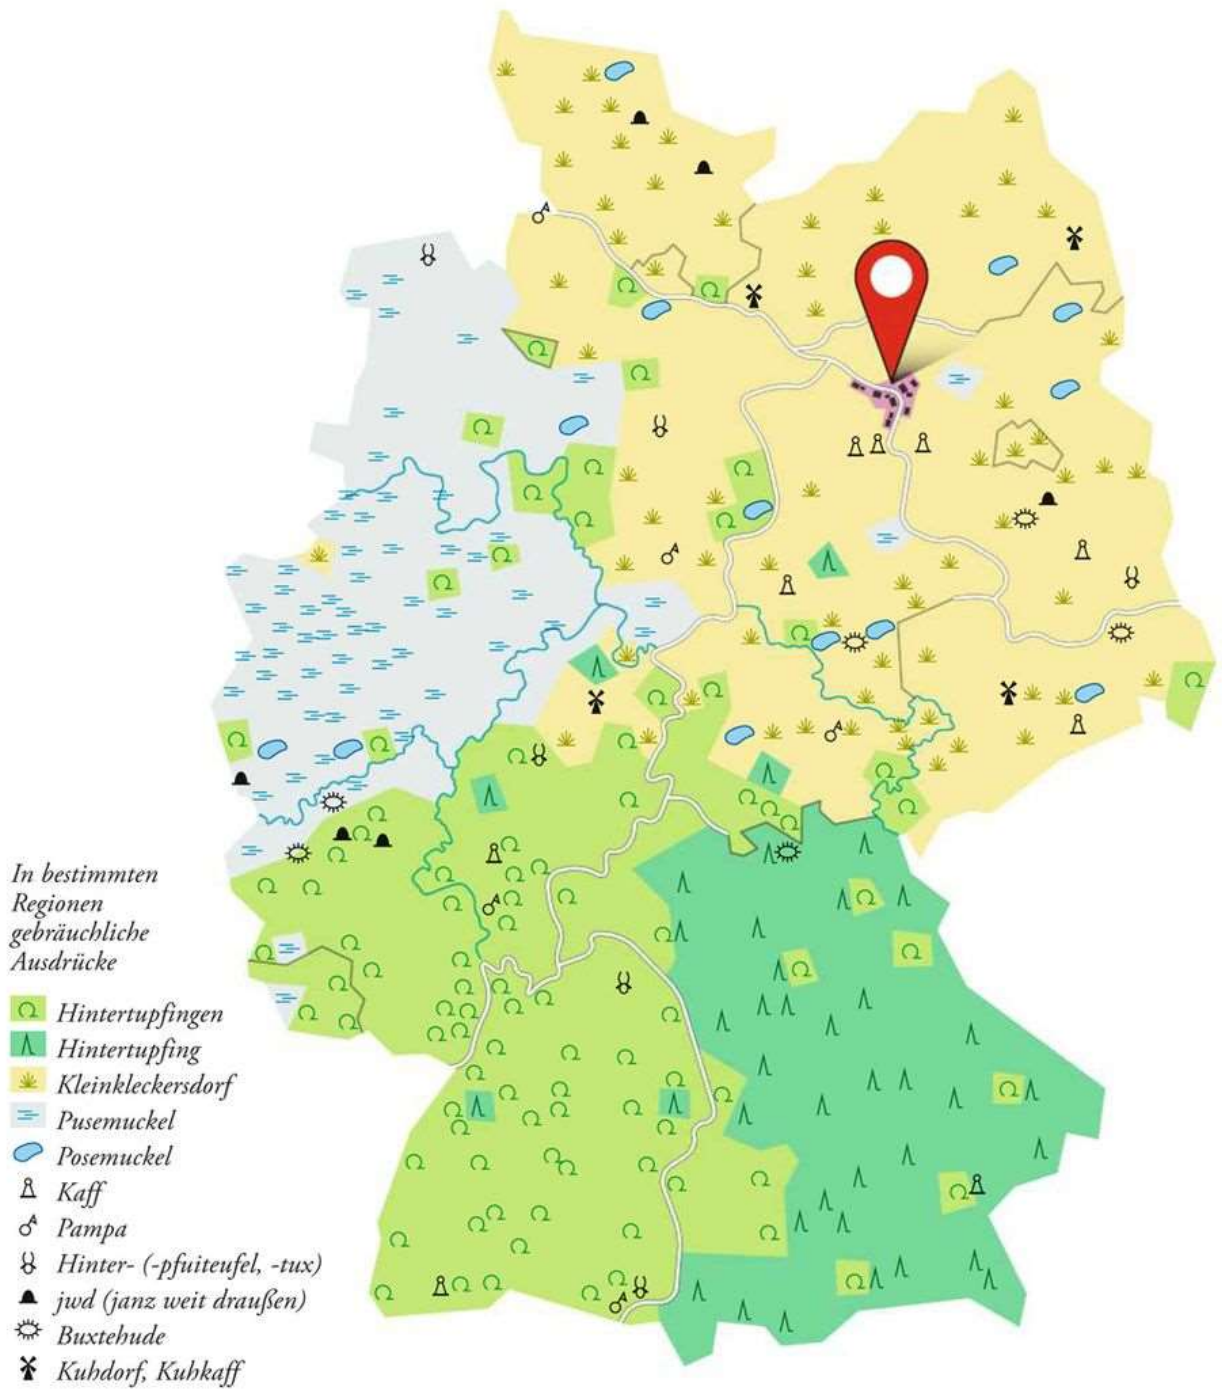 In bestimmten
Regionen
gebräuchliche
Ausdrücke
Hintertupfingen
Hintertupfing
Kleinkleckersdorf
Pusemuckel
Posemuckel
Kaff
Pampa
Hinter- (-pfuiteufel, -tux)
jwd (janz weit draußen)
Buxtehude
Kuhdorf, Kuhkaff